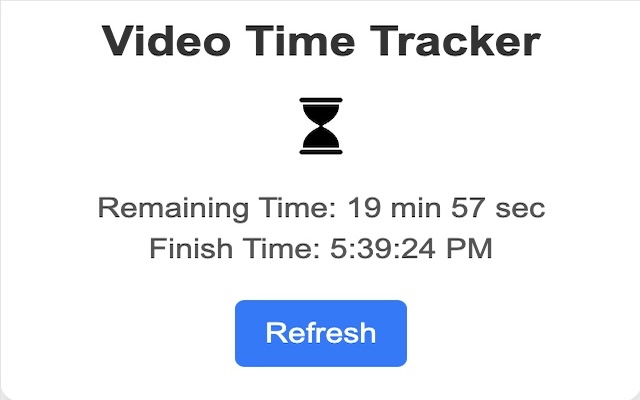 Video Time Tracker
Remaining Time: 19 min 57 sec
Finish Time: 5:39:24 PM
Refresh